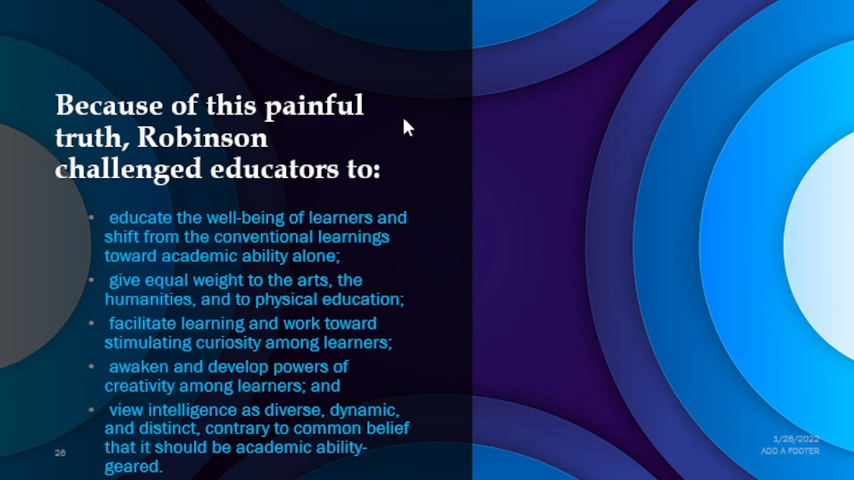 Because of this painful
truth, Robinson
challenged educators to:
• educate the well-being of learners and
shift from the conventional learnings
toward academic ability alone;
• give equal weight to the arts, the
humanities, and to physical education;
• facilitate learning and work toward
stimulating curiosity among learners;
• awaken and develop powers of
creativity among learners; and
• view intelligence as diverse, dynamic,
and distinct, contrary to common belief
that it should be academic ability-
geared.
26
1/26/2022
ADD A FOOTER